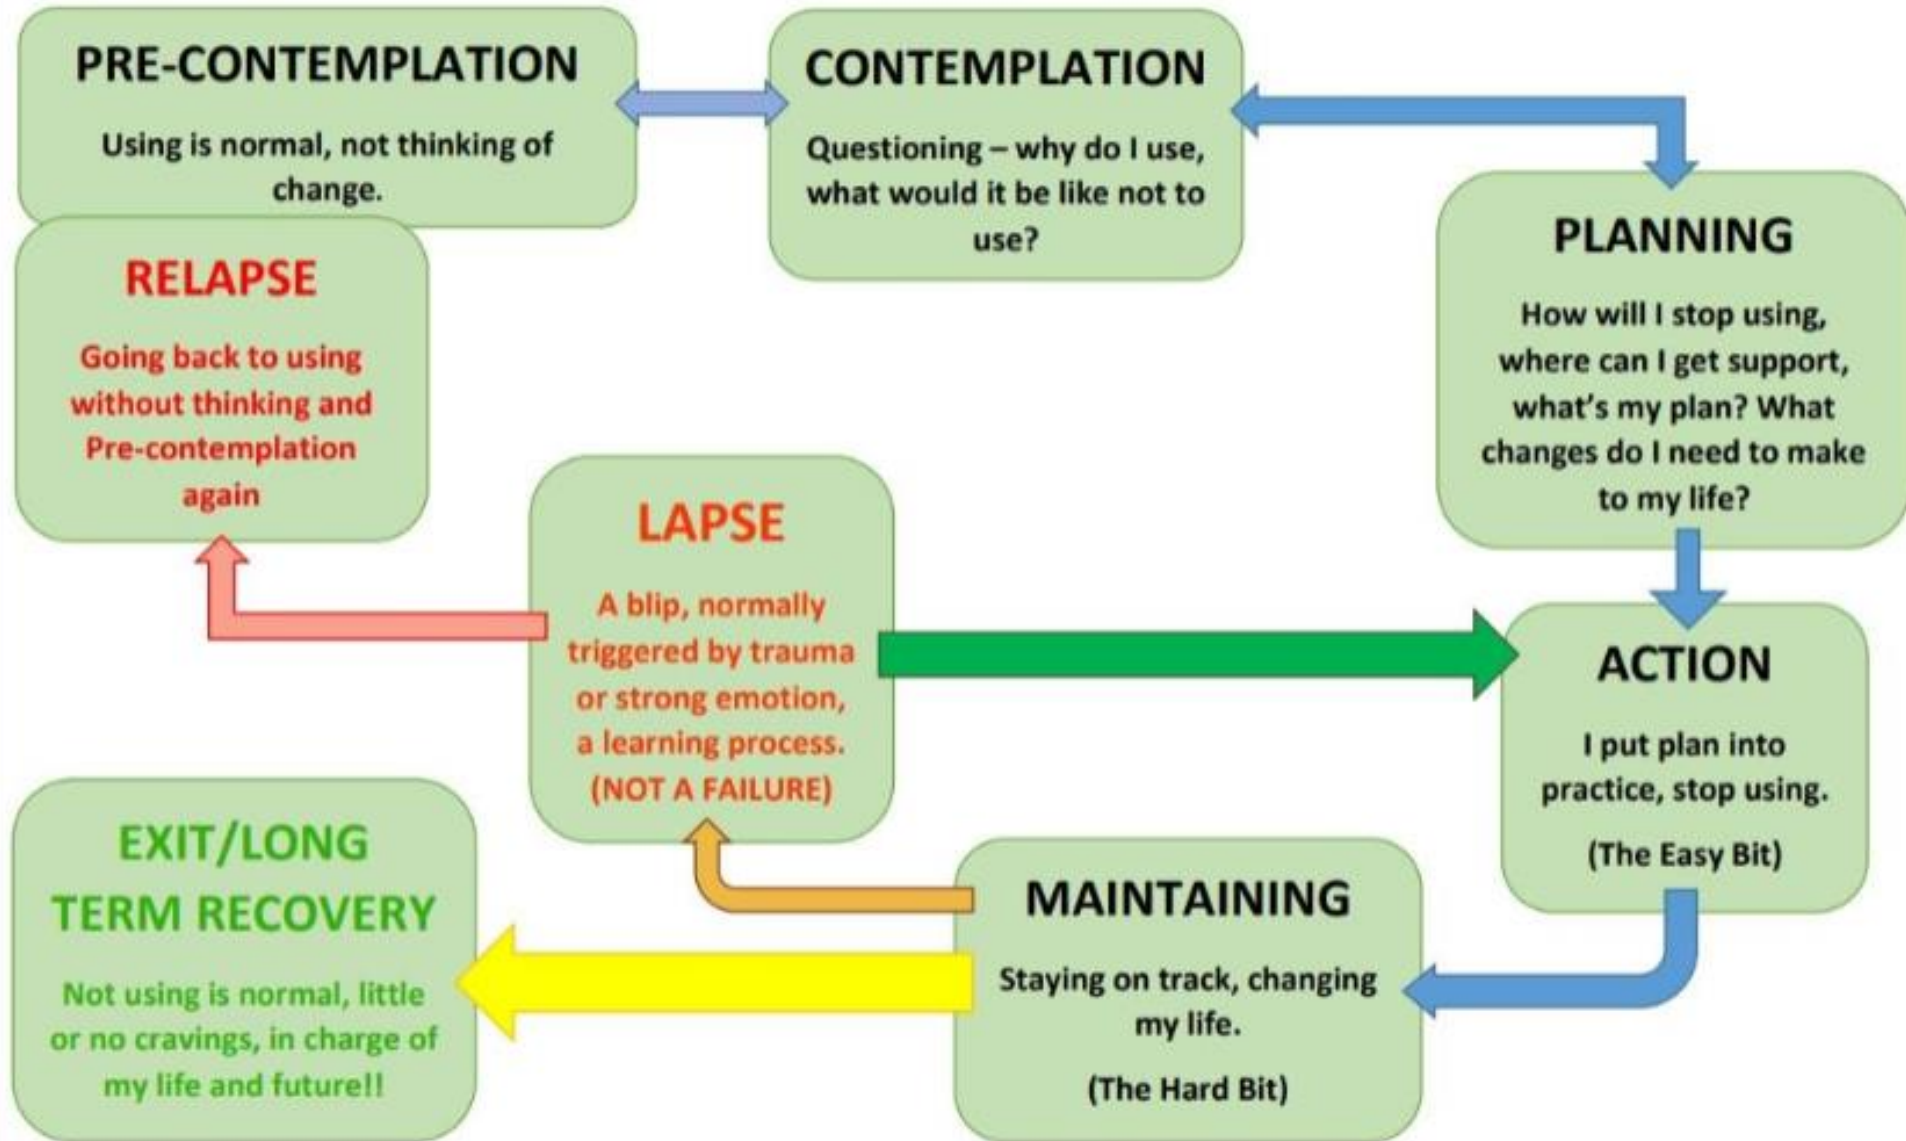 PRE-CONTEMPLATION
Using is normal, not thinking of
change.
CONTEMPLATION
Questioning – why do I use,
what would it be like not to
use?
PLANNING
How will I stop using,
where can I get support,
what's my plan? What
changes do I need to make
to my life?
RELAPSE
Going back to using
without thinking and
Pre-contemplation
again
LAPSE
A blip, normally
triggered by trauma
or strong emotion,
a learning process.
(NOT A FAILURE)
ACTION
I put plan into
practice, stop using.
(The Easy Bit)
EXIT/LONG
TERM RECOVERY
Not using is normal, little
or no cravings, in charge of
my life and future!!
MAINTAINING
Staying on track, changing
my life.
(The Hard Bit)